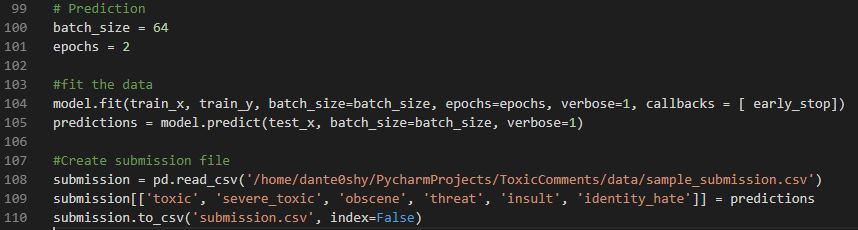 99 # Prediction
100 batch_size = 64
101 epochs = 2
102
103 #fit the data
104 model.fit(train_x, train_y, batch_size=batch_size, epochs=epochs, verbose=1, callbacks = [ early_stop])
105 predictions = model.predict(test_x, batch_size=batch_size, verbose=1)
106
107 #Create submission file
108 submission = pd.read_csv('/home/dante0shy/PycharmProjects/ToxicComments/data/sample_submission.csv')
109 submission[['toxic', 'severe_toxic', 'obscene', 'threat', 'insult', 'identity_hate']] = predictions
110 submission.to_csv('submission.csv', index=False)